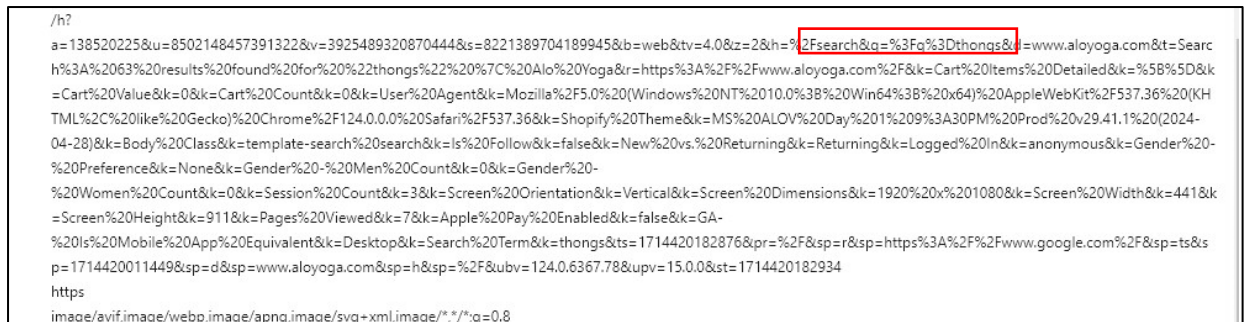 /h?
a=138520225&u=8502148457391322&v=3925489320870444&s=8221389704189945&b=web&tv=4.0&z=2&h=%2Fsearch&q=%3Fq%3Dthongs&d=www.aloyoga.com&t=Searc
h%3A%2063%20results%20found%20for%20%22thongs%22%20%7C%20Alo%20Yoga&r=https%3A%2F%2Fwww.aloyoga.com%2F&k=Cart%20Items%20Detailed&k=%5B%5D&k
=Cart%20Value&k=0&k=Cart%20Count&k=0&k=User%20Agent&k=Mozilla%2F5.0%20(Windows%20NT%2010.0%3B%20Win64%3B%20x64)%20AppleWebKit%2F537.36%20(KH
TML%2C%20like%20Gecko)%20Chrome%2F124.0.0.0%20Safari%2F537.36&k=Shopify%20Theme&k=MS%20ALOV%20Day%201%209%3A30PM%20Prod%20v29.41.1%20(2024-
04-28)&k=Body%20Class&k=template-search%20search&k=Is%20Follow&k=false&k=New%20vs.%20Returning&k=Returning&k=Logged%20In&k=anonymous&k=Gender%20-
%20Preference&k=None&k=Gender%20-%20Men%20Count&k=0&k=Gender%20-
%20Women%20Count&k=0&k=Session%20Count&k=3&k=Screen%20Orientation&k=Vertical&k=Screen%20Dimensions&k=1920%20x%201080&k=Screen%20Width&k=441&k
=Screen%20Height&k=911&k=Pages%20Viewed&k=7&k=Apple%20Pay%20Enabled&k=false&k=GA-
%20Is%20Mobile%20App%20Equivalent&k=Desktop&k=Search%20Term&k=thongs&ts=1714420182876&pr=%2F&sp=r&sp=https%3A%2F%2Fwww.google.com%2F&sp=ts&s
p=1714420011449&sp=d&sp=www.aloyoga.com&sp=h&sp=%2F&ubv=124.0.6367.78&upv=15.0.0&st=1714420182934
https
image/avif,image/webp,image/apng,image/svg+xml,image/*,*/*;q=0.8